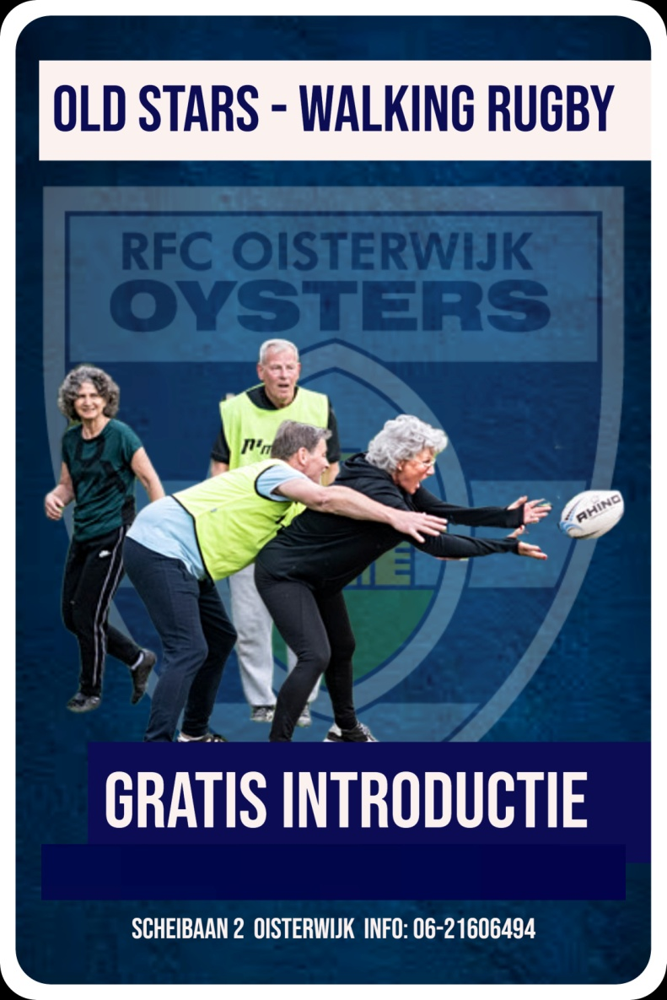 OLD STARS - WALKING RUGBY
RFC OISTERWIJK
OYSTERS
RHINO
GRATIS INTRODUCTIE
SCHEIBAAN 2 OISTERWIJK INFO: 06-21606494